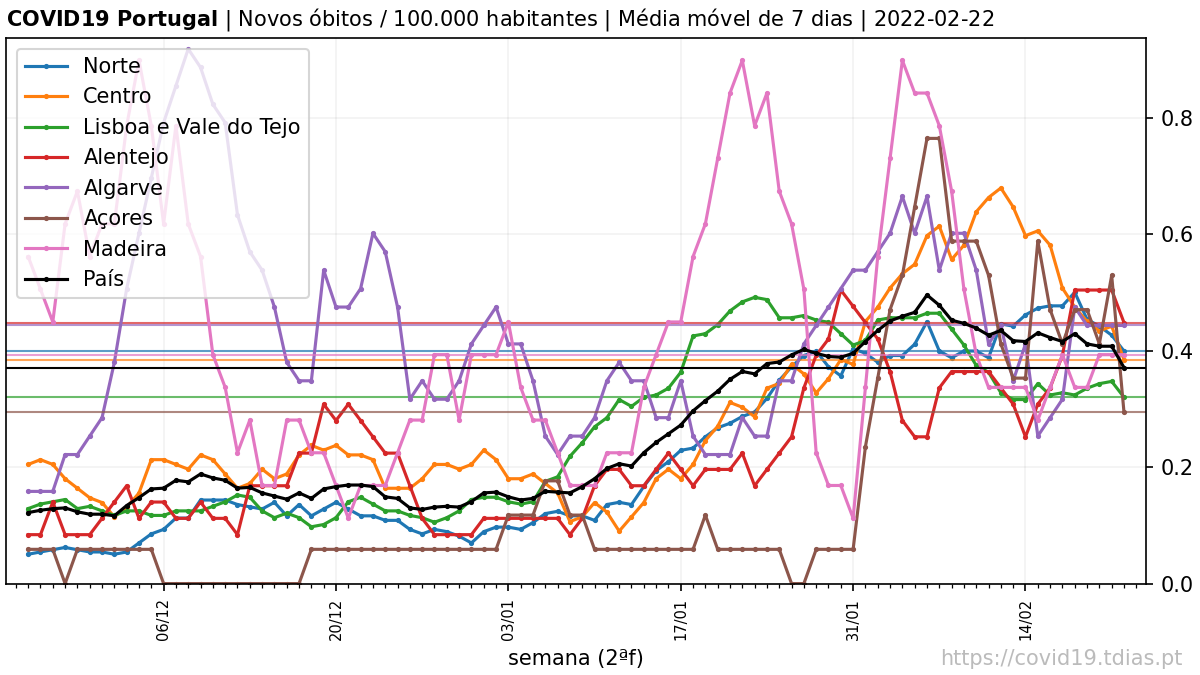 COVID19 Portugal | Novos óbitos / 100.000 habitantes | Média móvel de 7 dias | 2022-02-22
Norte
Centro
Lisboa e Vale do Tejo
Alentejo
Algarve
Açores
Madeira
País
0.8
0.6
0.4
0.2
0.0
06/12
20/12
03/01
17/01
31/01
14/02
semana (2ªf)
https://covid19.tdias.pt